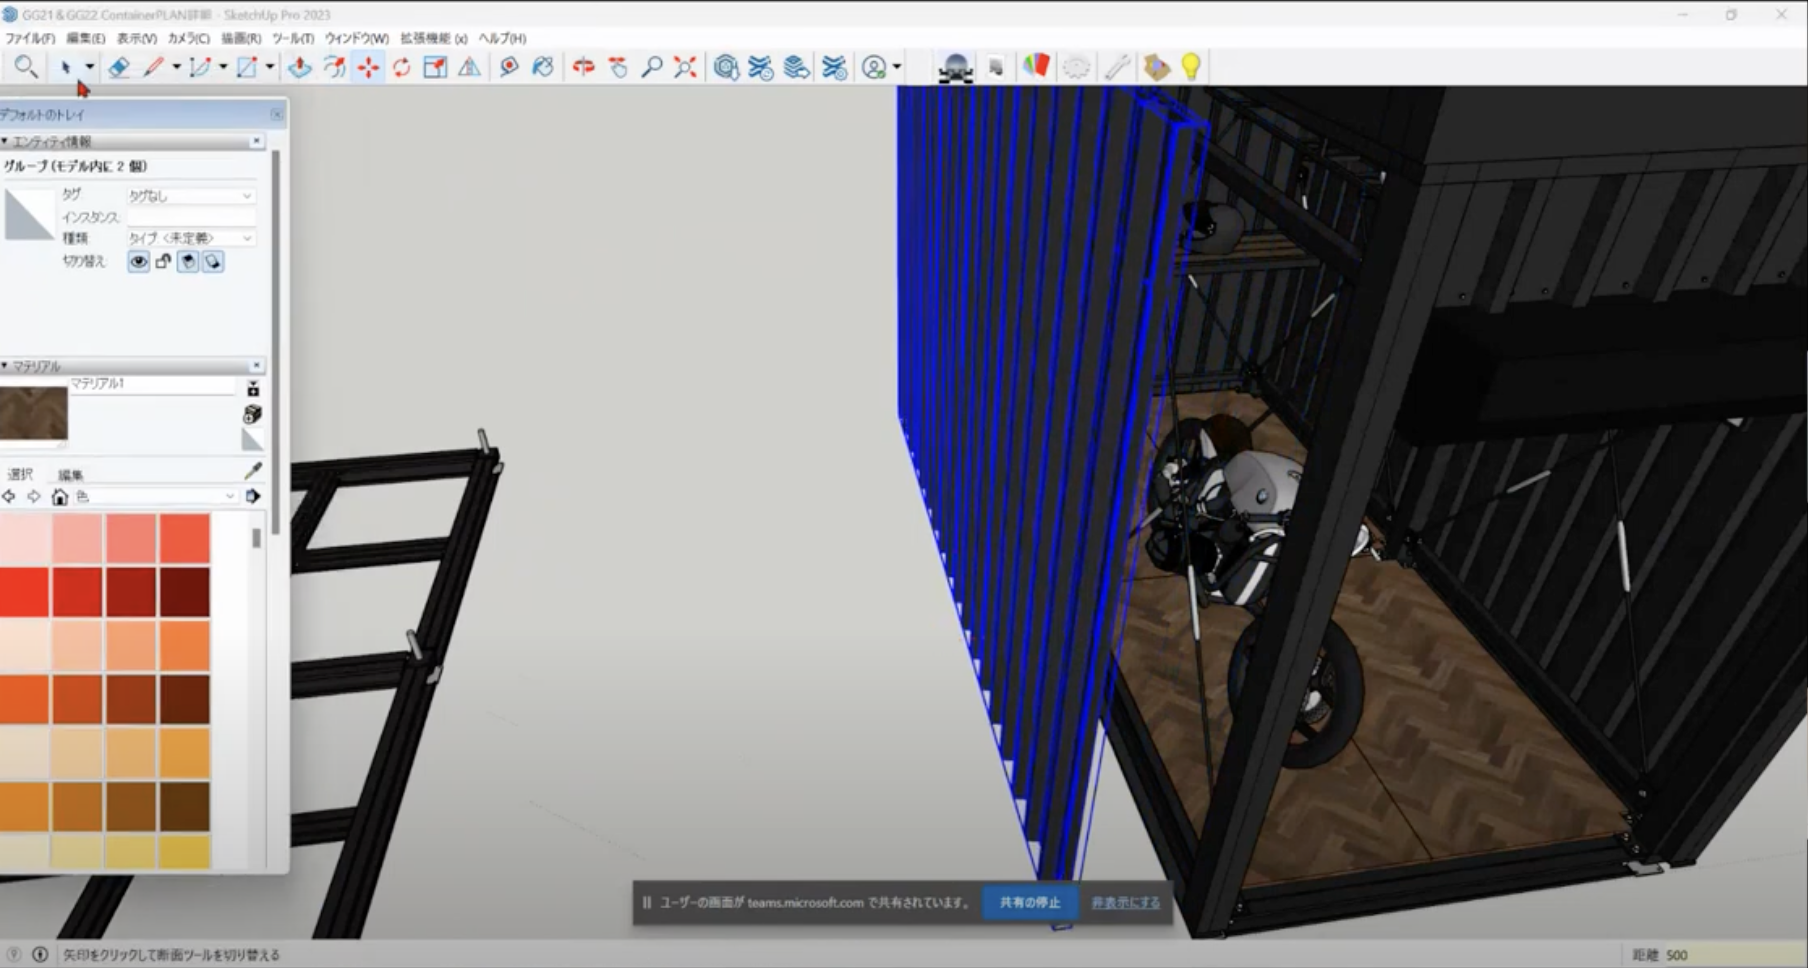 GG21&GG22 ContainerPLAN詳細 - SketchUp Pro 2023
ファイル(F) 編集(E) 表示(V) カメラ(C) 描画(R) ツール(T) ウィンドウ(W) 拡張機能 (x) ヘルプ(H)
デフォルトのトレイ
エンティティ情報
グループ (モデル内に 2 個)
タグ: タグなし
インスタンス:
種類: タイプ: <未定義>
切り替え:
マテリアル
マテリアル1
選択 編集
色
ユーザーの画面が teams.microsoft.com で共有されています。 共有の停止 非表示にする
矢印をクリックして断面ツールを切り替える
距離 500